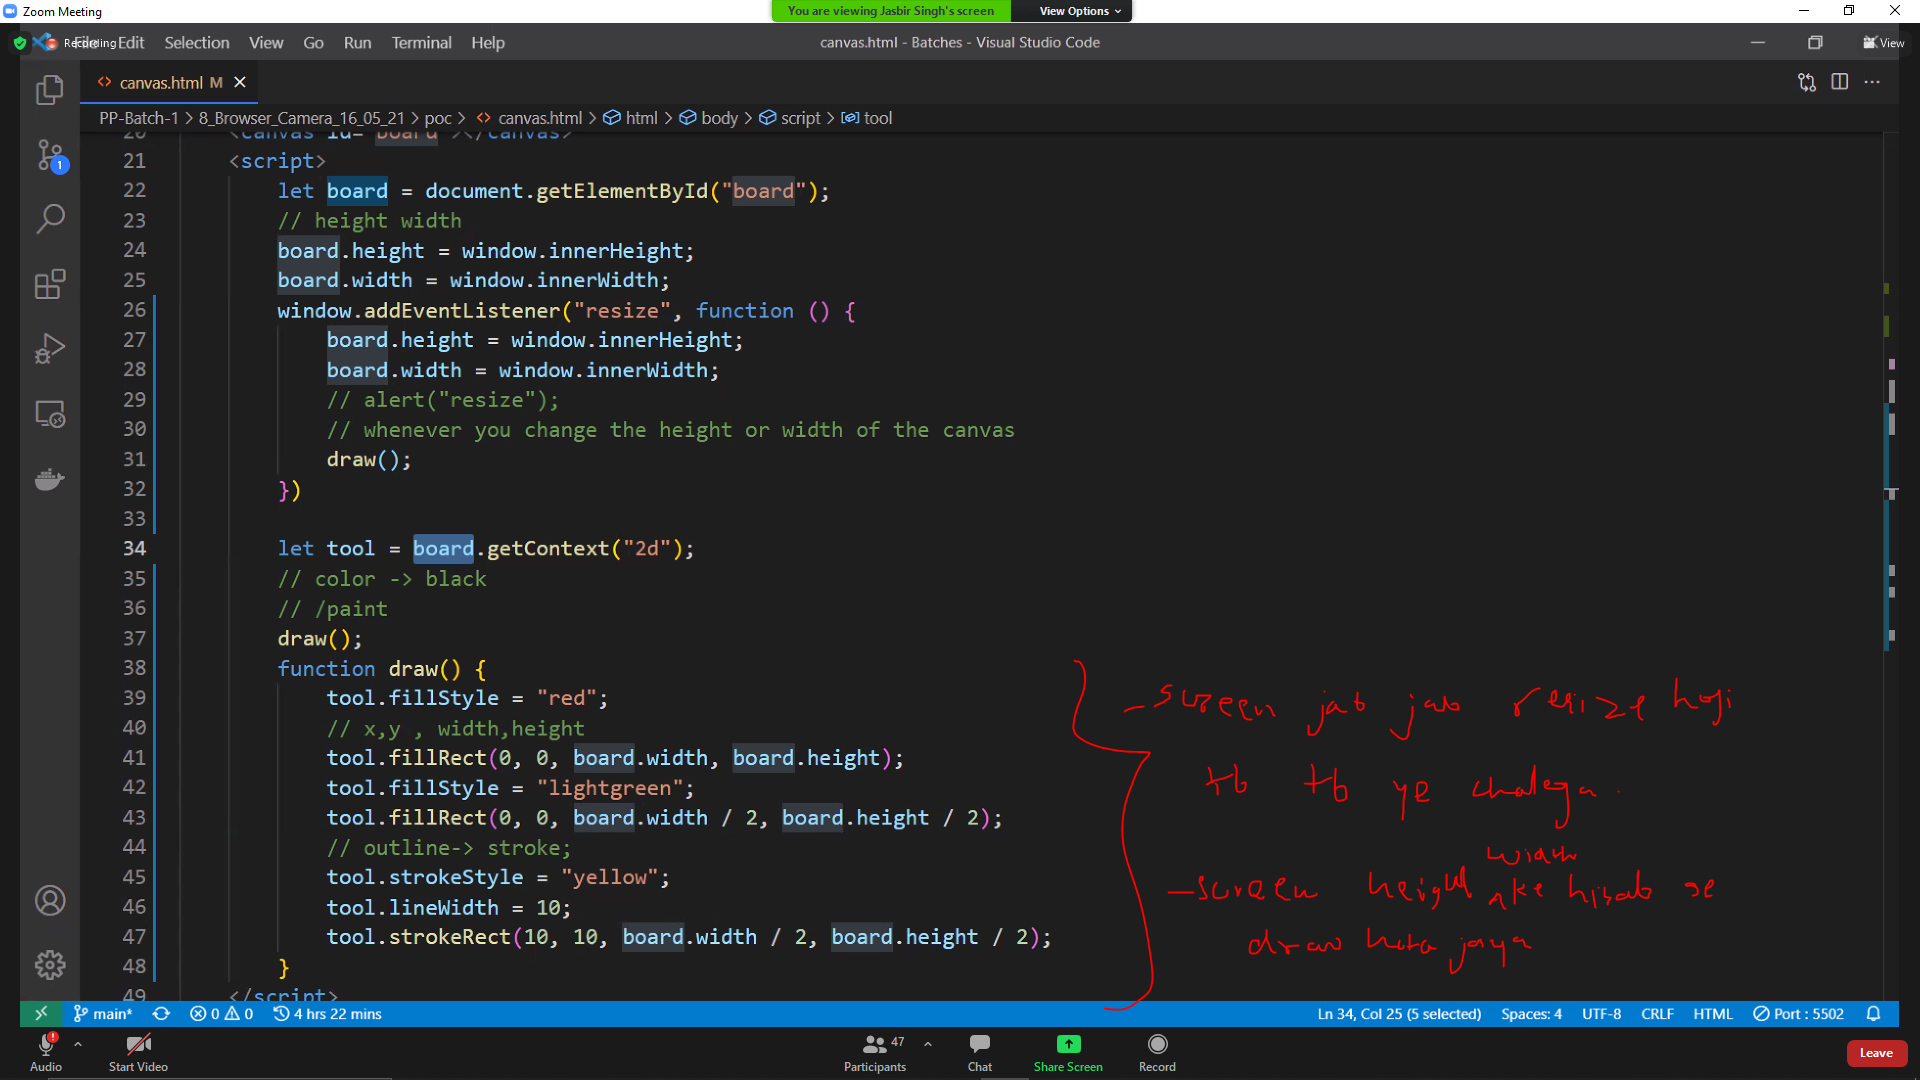 Zoom Meeting
You are viewing Jasbir Singh's screen
View Options
Recording
File Edit Selection View Go Run Terminal Help
canvas.html - Batches - Visual Studio Code
View
canvas.html M
PP-Batch-1 > 8_Browser_Camera_16_05_21 > poc > canvas.html > html > body > script > tool
20 <canvas id="board"></canvas>
21 <script>
22 let board = document.getElementById("board");
23 // height width
24 board.height = window.innerHeight;
25 board.width = window.innerWidth;
26 window.addEventListener("resize", function () {
27 board.height = window.innerHeight;
28 board.width = window.innerWidth;
29 // alert("resize");
30 // whenever you change the height or width of the canvas
31 draw();
32 })
33
34 let tool = board.getContext("2d");
35 // color -> black
36 // /paint
37 draw();
38 function draw() {
39 tool.fillStyle = "red";
40 // x,y , width,height
41 tool.fillRect(0, 0, board.width, board.height);
42 tool.fillStyle = "lightgreen";
43 tool.fillRect(0, 0, board.width / 2, board.height / 2);
44 // outline-> stroke;
45 tool.strokeStyle = "yellow";
46 tool.lineWidth = 10;
47 tool.strokeRect(10, 10, board.width / 2, board.height / 2);
48 }
49 </script>
- screen jab jab resize hogi
tb tb ye chalega.
width
- screen height ke hisab se
draw hota jaya
1
main* 0 0 4 hrs 22 mins
Ln 34, Col 25 (5 selected) Spaces: 4 UTF-8 CRLF HTML Port : 5502
Audio Start Video Participants 47 Chat Share Screen Record Leave